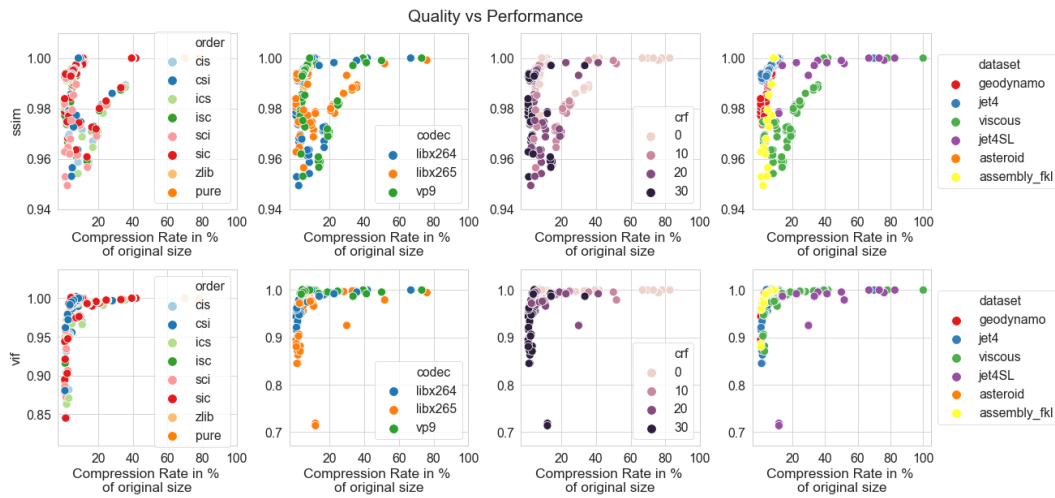 Quality vs Performance
ssim
1.00
0.98
0.96
0.94
20
40
60
80
100
Compression Rate in %
of original size
order
cis
csi
ics
isc
sci
sic
zlib
pure
1.00
0.98
0.96
0.94
20
40
60
80
100
Compression Rate in %
of original size
codec
libx264
libx265
vp9
1.00
0.98
0.96
0.94
20
40
60
80
100
Compression Rate in %
of original size
crf
0
10
20
30
1.00
0.98
0.96
0.94
20
40
60
80
100
Compression Rate in %
of original size
dataset
geodynamo
jet4
viscous
jet4SL
asteroid
assembly_fkl
vif
1.00
0.95
0.90
0.85
20
40
60
80
100
Compression Rate in %
of original size
order
cis
csi
ics
isc
sci
sic
zlib
pure
1.0
0.9
0.8
0.7
20
40
60
80
100
Compression Rate in %
of original size
codec
libx264
libx265
vp9
1.0
0.9
0.8
0.7
20
40
60
80
100
Compression Rate in %
of original size
crf
0
10
20
30
1.0
0.9
0.8
0.7
20
40
60
80
100
Compression Rate in %
of original size
dataset
geodynamo
jet4
viscous
jet4SL
asteroid
assembly_fkl